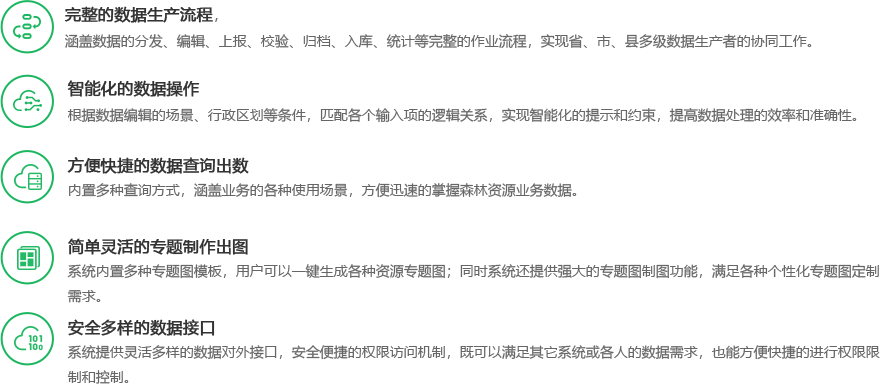 完整的数据生产流程,
涵盖数据的分发、编辑、上报、校验、归档、入库、统计等完整的作业流程，实现省、市、县多级数据生产者的协同工作。
智能化的数据操作
根据数据编辑的场景、行政区划等条件，匹配各个输入项的逻辑关系，实现智能化的提示和约束，提高数据处理的效率和准确性。
方便快捷的数据查询出数
内置多种查询方式，涵盖业务的各种使用场景，方便迅速的掌握森林资源业务数据。
简单灵活的专题制作出图
系统内置多种专题图模板，用户可以一键生成各种资源专题图；同时系统还提供强大的专题图制图功能，满足各种个性化专题图定制
需求。
安全多样的数据接口
系统提供灵活多样的数据对外接口，安全便捷的权限访问机制，既可以满足其它系统或各人的数据需求，也能方便快捷的进行权限限
制和控制。
101
100